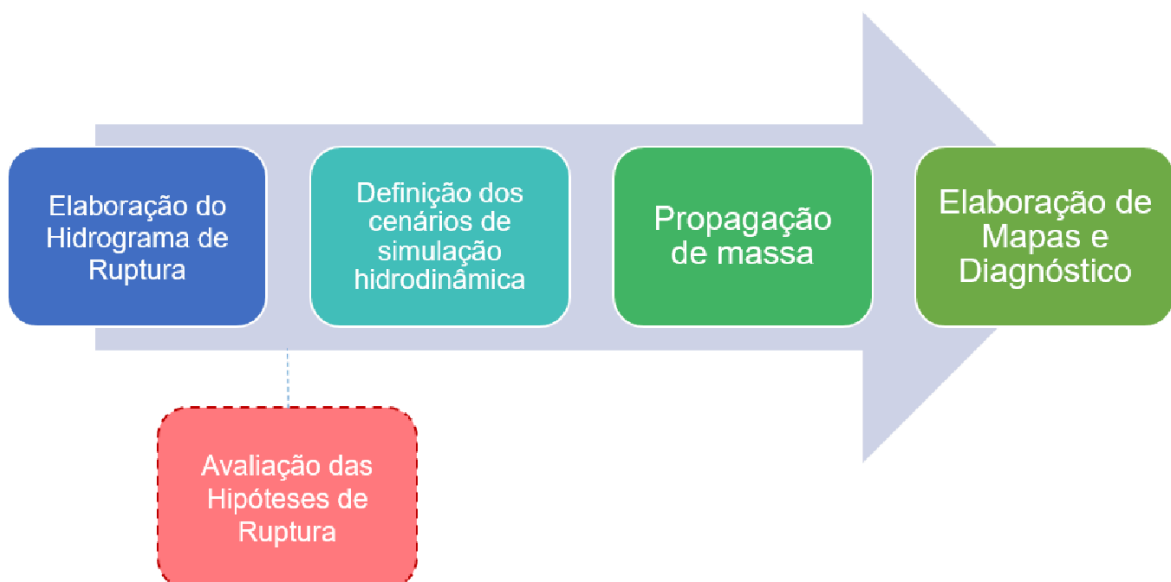 Elaboração do
Hidrograma de
Ruptura
Definição dos
cenários de
simulação
hidrodinâmica
Propagação
de massa
Elaboração de
Mapas e
Diagnóstico
Avaliação das
Hipóteses de
Ruptura